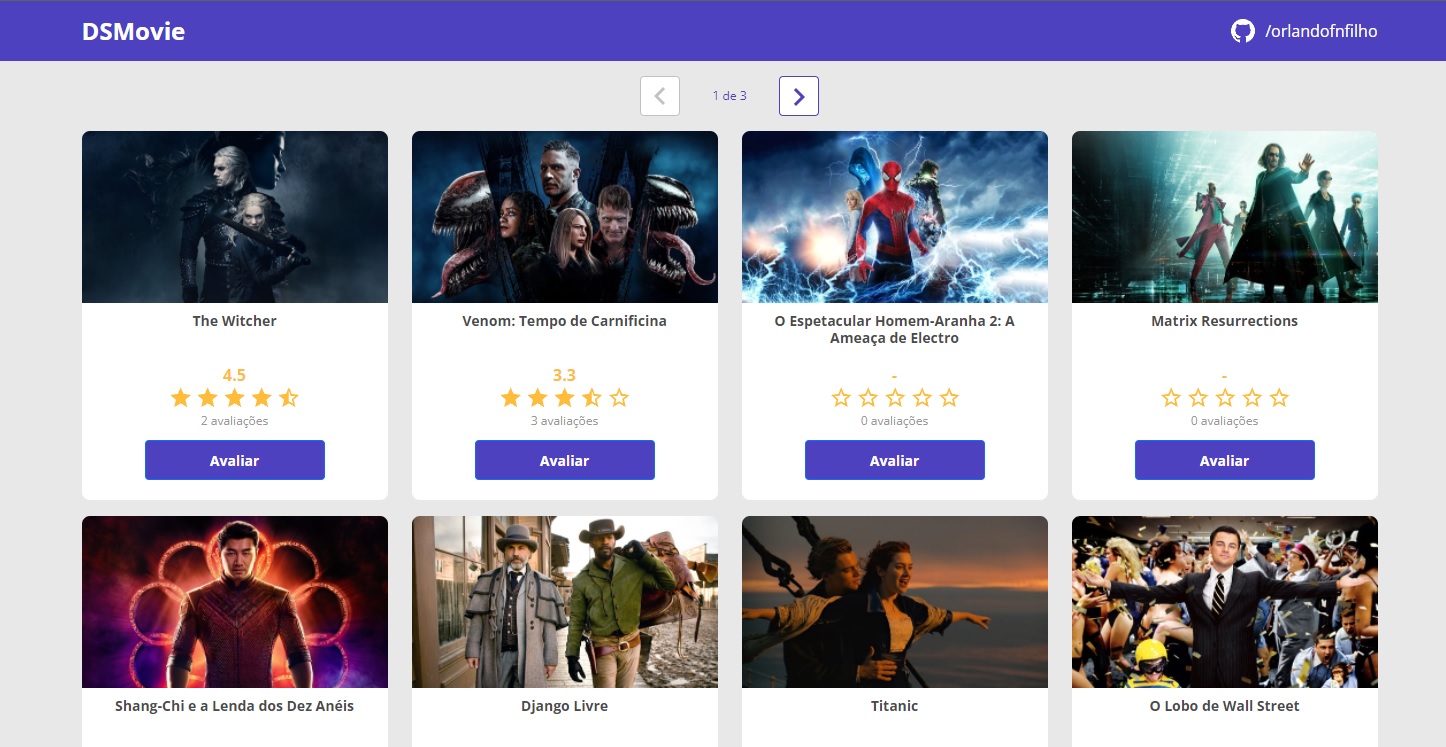 DSMovie
/orlandofnfilho
1 de 3
The Witcher
4.5
2 avaliações
Avaliar
Venom: Tempo de Carnificina
3.3
3 avaliações
Avaliar
O Espetacular Homem-Aranha 2: A
Ameaça de Electro
-
0 avaliações
Avaliar
Matrix Resurrections
-
0 avaliações
Avaliar
Shang-Chi e a Lenda dos Dez Anéis
Django Livre
Titanic
O Lobo de Wall Street